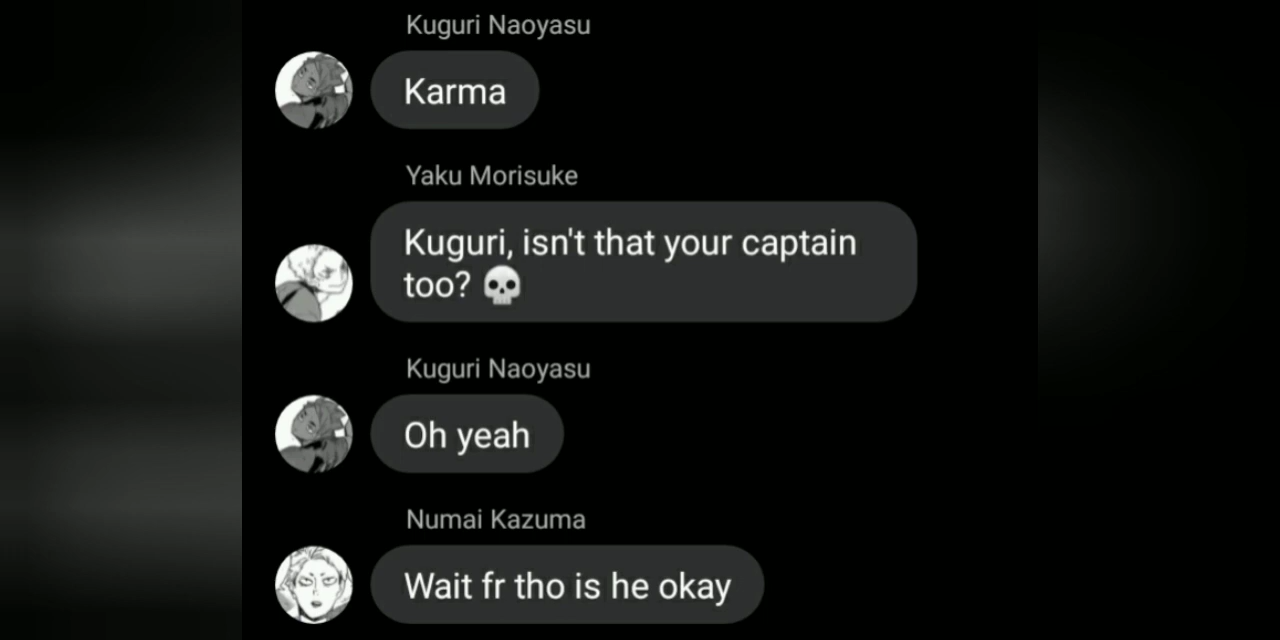 Kuguri Naoyasu
Karma
Yaku Morisuke
Kuguri, isn't that your captain
too? 💀
Kuguri Naoyasu
Oh yeah
Numai Kazuma
Wait fr tho is he okay